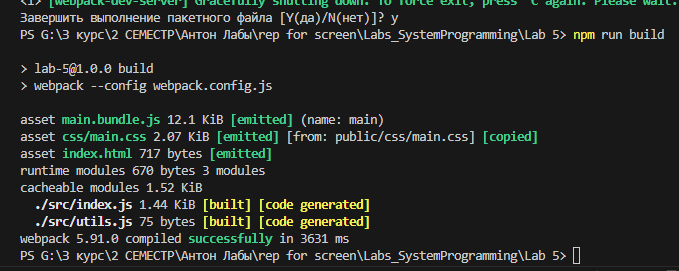 <i> [webpack-dev-server] Gracefully shutting down. To force exit, press ^C again. Please wait...
Завершить выполнение пакетного файла [Y(да)/N(нет)]? y
PS G:\3 курс\2 СЕМЕСТР\Антон Лабы\rep for screen\Labs_SystemProgramming\Lab 5> npm run build
> lab-5@1.0.0 build
> webpack --config webpack.config.js
asset main.bundle.js 12.1 KiB [emitted] (name: main)
asset css/main.css 2.07 KiB [emitted] [from: public/css/main.css] [copied]
asset index.html 717 bytes [emitted]
runtime modules 670 bytes 3 modules
cacheable modules 1.52 KiB
./src/index.js 1.44 KiB [built] [code generated]
./src/utils.js 75 bytes [built] [code generated]
webpack 5.91.0 compiled successfully in 3631 ms
PS G:\3 курс\2 СЕМЕСТР\Антон Лабы\rep for screen\Labs_SystemProgramming\Lab 5>